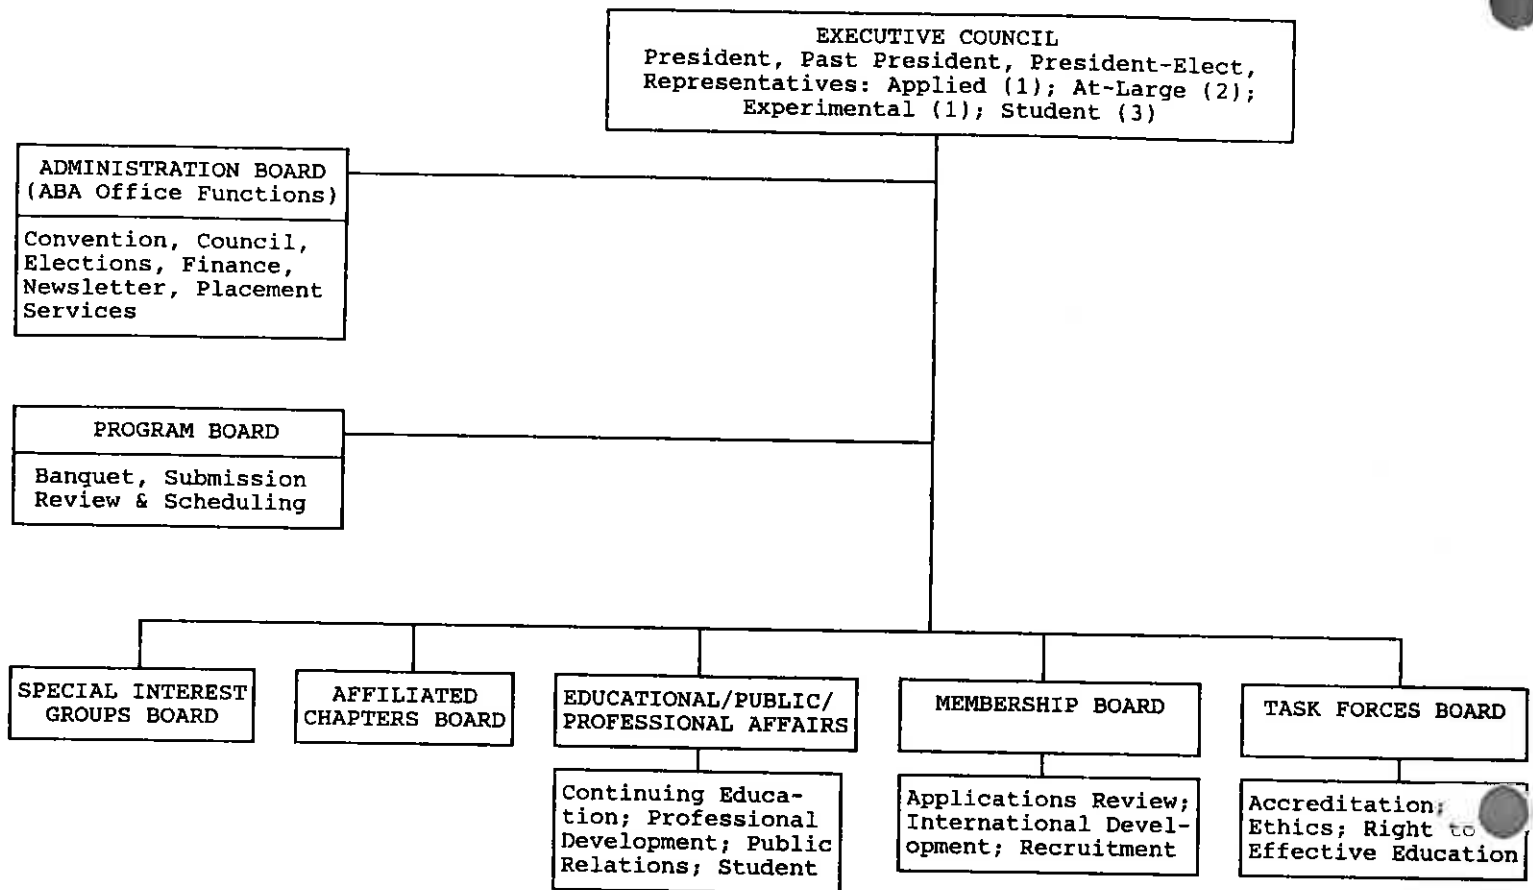 EXECUTIVE COUNCIL
President, Past President, President-Elect,
Representatives: Applied (1); At-Large (2);
Experimental (1); Student (3)
ADMINISTRATION BOARD
(ABA Office Functions)
Convention, Council,
Elections, Finance,
Newsletter, Placement
Services
PROGRAM BOARD
Banquet, Submission
Review & Scheduling
SPECIAL INTEREST
GROUPS BOARD
AFFILIATED
CHAPTERS BOARD
EDUCATIONAL/PUBLIC/
PROFESSIONAL AFFAIRS
MEMBERSHIP BOARD
TASK FORCES BOARD
Continuing Educa-
tion; Professional
Development; Public
Relations; Student
Applications Review;
International Devel-
opment; Recruitment
Accreditation;
Ethics; Right to
Effective Education